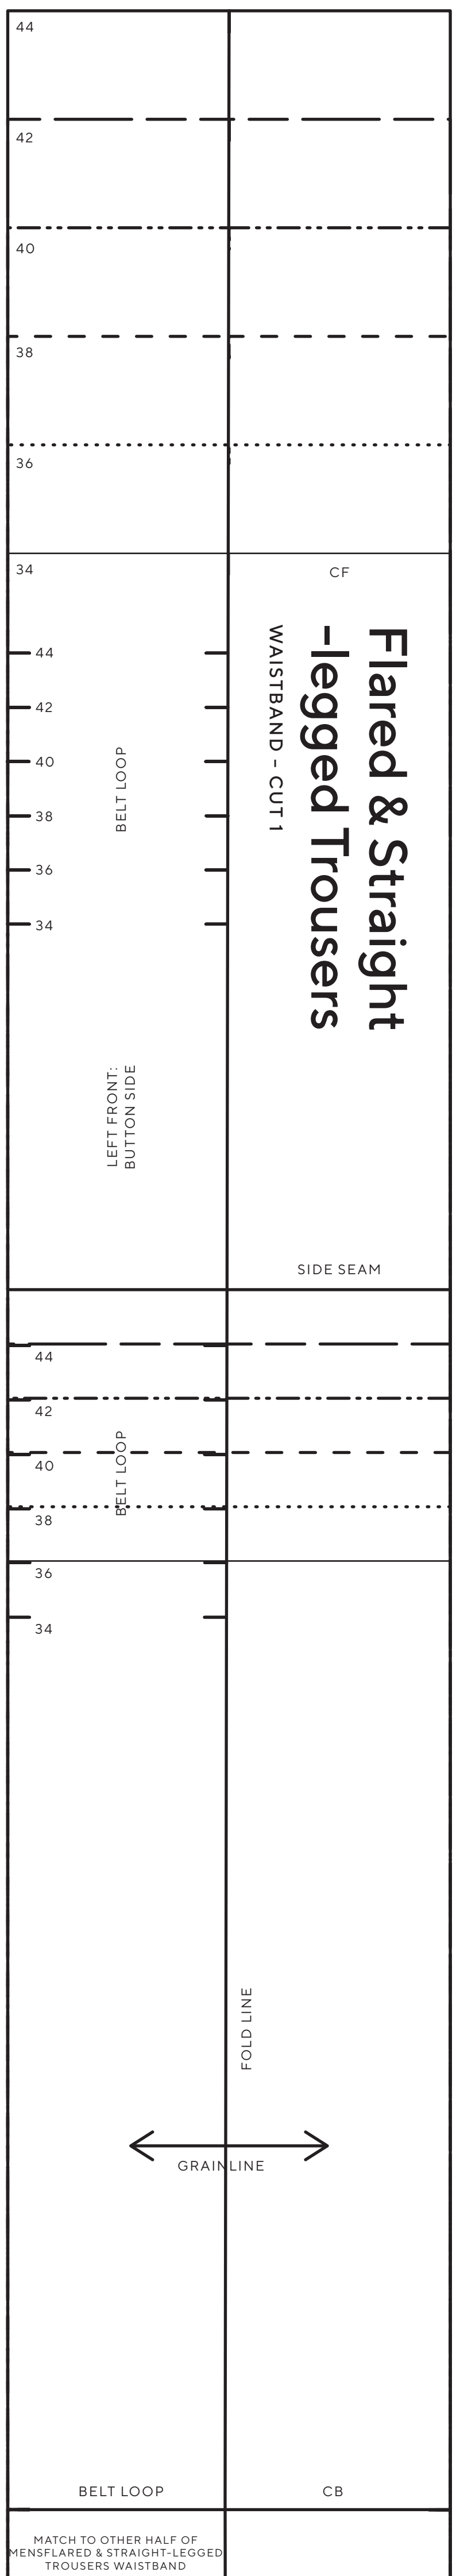 44
42
40
38
36
34
CF
Flared & Straight
-legged Trousers
WAISTBAND - CUT 1
44
42
40
38
36
34
BELT LOOP
LEFT FRONT:
BUTTON SIDE
SIDE SEAM
44
42
40
38
36
34
BELT LOOP
FOLD LINE
GRAINLINE
BELT LOOP
CB
MATCH TO OTHER HALF OF
MENSFLARED & STRAIGHT-LEGGED
TROUSERS WAISTBAND